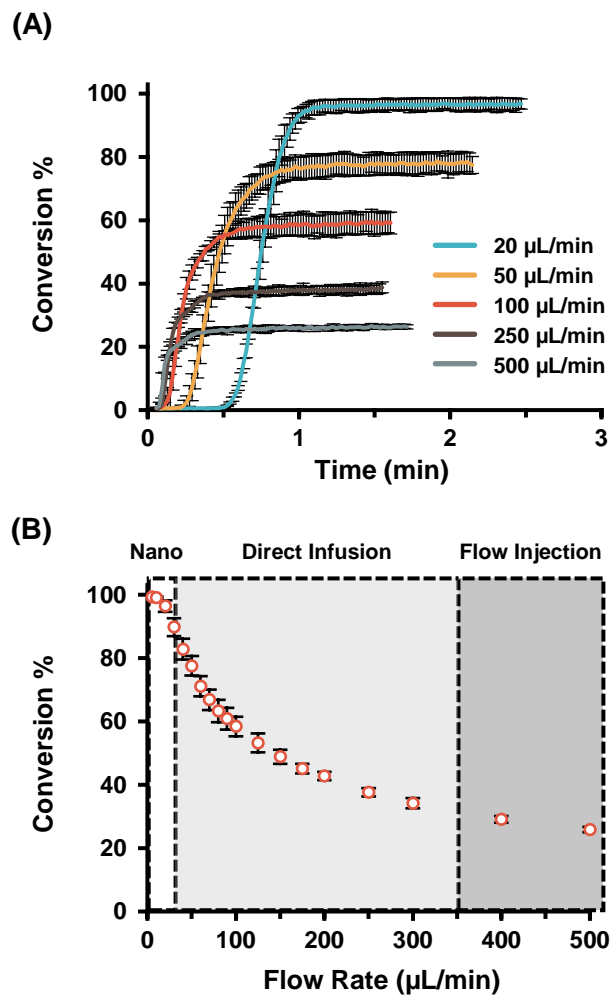 (A)
100
80
60
40
20
0
Conversion %
20 µL/min
50 µL/min
100 µL/min
250 µL/min
500 µL/min
0 1 2 3
Time (min)
(B)
Nano Direct Infusion Flow Injection
100
80
60
40
20
0
Conversion %
0 100 200 300 400 500
Flow Rate (µL/min)